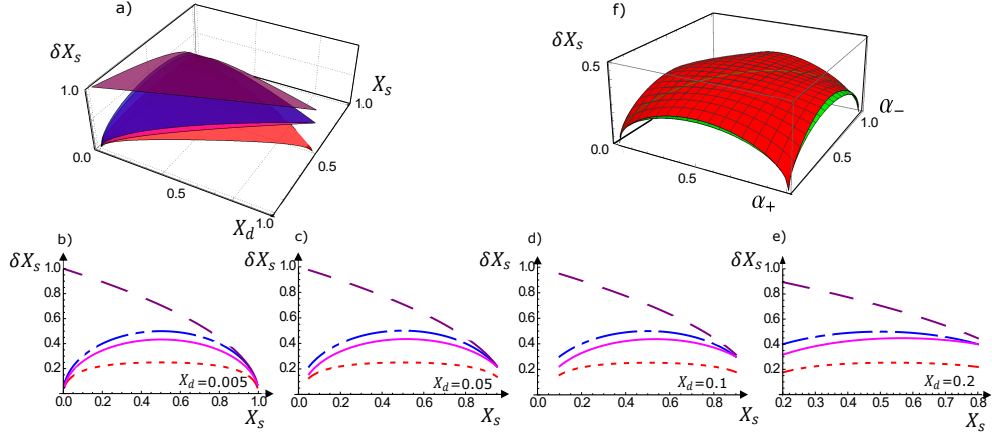 a)
δX_s
1.0
0.0
0.5
X_d
1.0
0.5
1.0
X_s
f)
δX_s
0.5
0.0
0.5
α_+
1.0
α_-
b)
δX_s
1.0
0.8
0.6
0.4
0.2
X_d=0.005
0.0 0.2 0.4 0.6 0.8 1.0
X_s
c)
δX_s
1.0
0.8
0.6
0.4
0.2
X_d=0.05
0.0 0.2 0.4 0.6 0.8
X_s
d)
δX_s
1.0
0.8
0.6
0.4
0.2
X_d=0.1
0.0 0.2 0.4 0.6 0.8
X_s
e)
δX_s
1.0
0.8
0.6
0.4
0.2
X_d=0.2
0.2 0.3 0.4 0.5 0.6 0.7 0.8
X_s